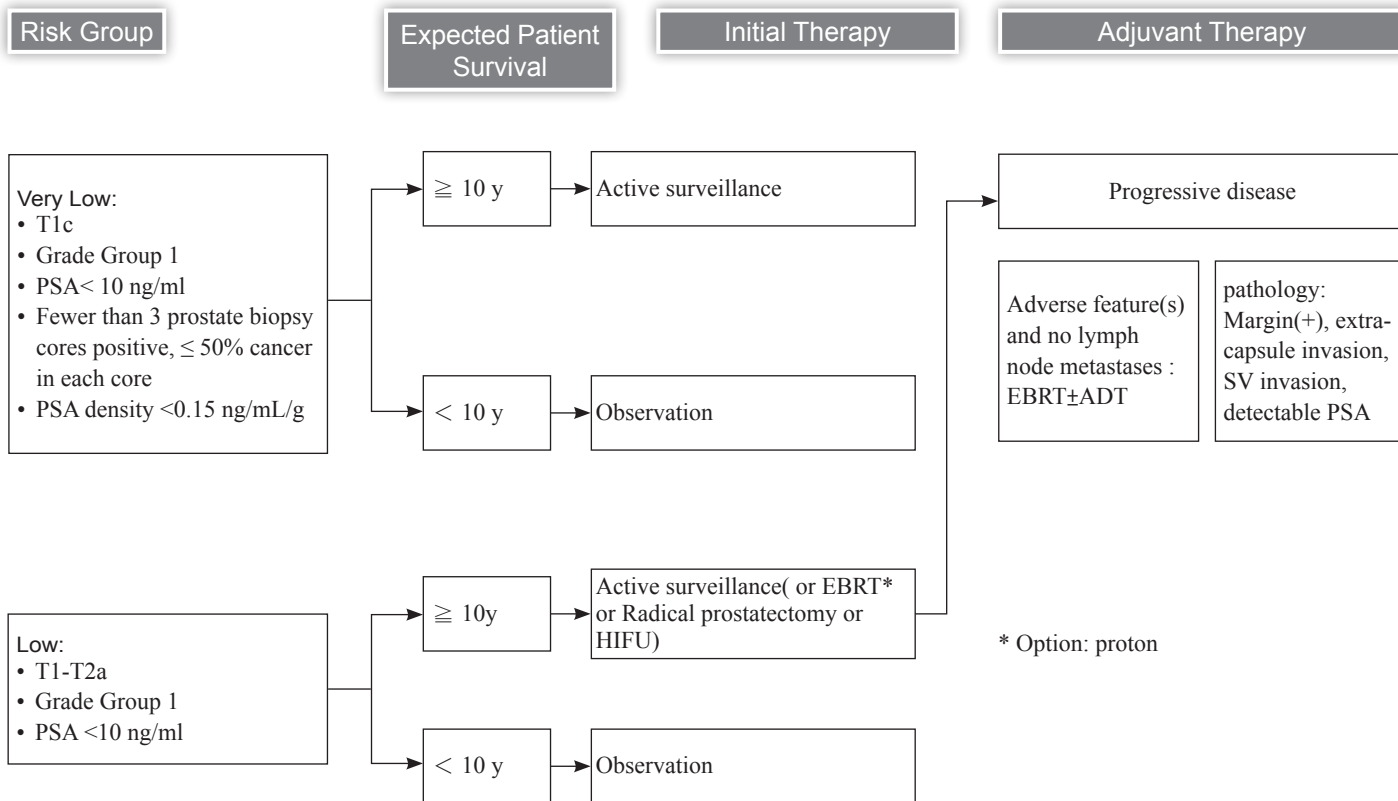 Risk Group
Expected Patient
Survival
Initial Therapy
Adjuvant Therapy
Very Low:
• T1c
• Grade Group 1
• PSA< 10 ng/ml
• Fewer than 3 prostate biopsy
cores positive, ≤ 50% cancer
in each core
• PSA density <0.15 ng/mL/g
≧ 10 y
Active surveillance
< 10 y
Observation
Progressive disease
Adverse feature(s)
and no lymph
node metastases :
EBRT±ADT
pathology:
Margin(+), extra-
capsule invasion,
SV invasion,
detectable PSA
Low:
• T1-T2a
• Grade Group 1
• PSA <10 ng/ml
≧ 10y
Active surveillance( or EBRT*
or Radical prostatectomy or
HIFU)
< 10 y
Observation
* Option: proton